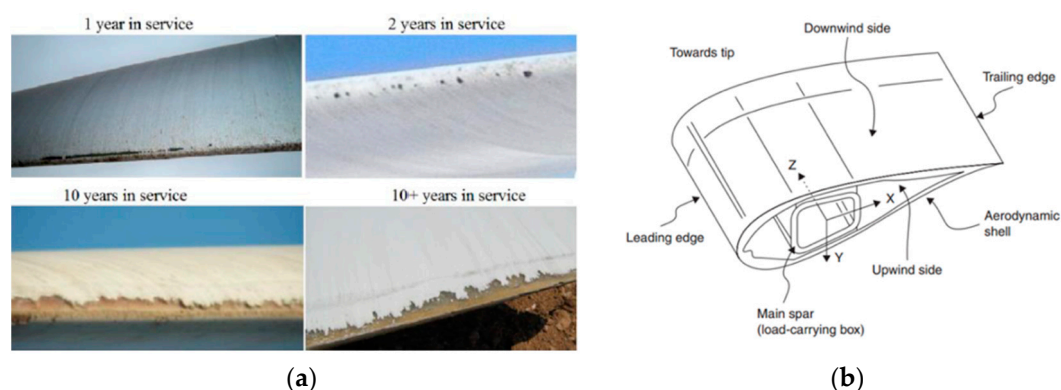 1 year in service
2 years in service
10 years in service
10+ years in service
(a)
Towards tip
Downwind side
Trailing edge
Z
X
Y
Leading edge
Aerodynamic
shell
Upwind side
Main spar
(load-carrying box)
(b)